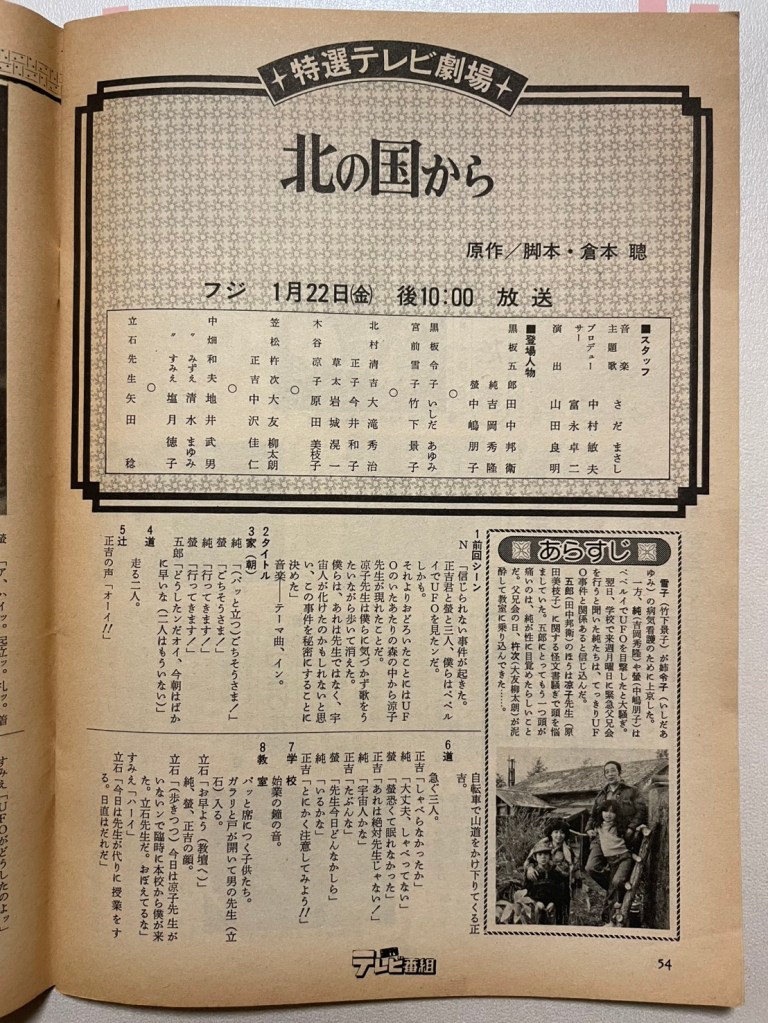 特選テレビ劇場
北の国から
原作/脚本・倉本 聰
フジ 1月22日(金) 後10:00 放送
■スタッフ
音楽
主題歌 さだ まさし
プロデューサー 中村敏夫
富永卓二
演出 山田良明
■登場人物
黒板五郎 田中邦衛
純 吉岡秀隆
螢 中嶋朋子
○
黒板令子 いしだ あゆみ
宮前雪子 竹下景子
○
北村清吉 大滝秀治
正子 今井和子
草太 岩城滉一
木谷凉子 原田美枝子
○
笠松杵次 大友柳太朗
正吉 中沢佳仁
○
中畑和夫 地井武男
〃 みずえ 清水まゆみ
〃 すみえ 塩月徳子
○
立石先生 矢田 稔
あらすじ
雪子(竹下景子)が姉令子(いしだあ
ゆみ)の病気看護のために上京した。
一方、純(吉岡秀隆)や螢(中嶋朋子)は
ベベルイでUFOを目撃したと大騒ぎ。
翌日、学校で来週月曜日に緊急父兄会
を行うと聞いた純たちは、てっきりUF
O事件と関係あると信じ込んだ。
五郎(田中邦衛)のほうは凉子先生(原
田美枝子)に関する怪文書騒ぎで頭を悩
ましていた。五郎にとってもう一つ頭が
痛いのは、純が性に目覚めたらしいこと
だ。父兄会の日、杵次(大友柳太朗)が泥
酔して教室に乗り込んできた……。
1 前回シーン
N 「信じられない事件が起きた。
正吉君と螢と三人、僕らはベベル
イでUFOを見たンだ。
しかも。
それよりおどろいたことにはUF
Oのいたあたりの森の中から凉子
先生が現れたことだ。
凉子先生は僕らに気づかず歌をう
たいながら歩いて消えた。
僕らは、あれは先生ではなく、宇
宙人が化けたのかもしれないと思
い、この事件を秘密にすることに
決めた」
音楽――テーマ曲、イン。
2 タイトル
3 家(朝)
純 「(パッと立つ)ごちそうさま!」
螢 「ごちそうさま!」
純 「行ってきます!」
螢 「行ってきます!」
五郎「どうしたンだオイ、今朝はばか
に早いな(二人はもういない)」
4 道
走る二人。
5 辻
正吉の声「オーイ!!」
6 道
自転車で山道をかけ下りてくる正
吉。
急ぐ三人。
正吉「しゃべらなかったか」
純 「大丈夫、しゃべってない」
螢 「螢恐くて眠れなかった」
正吉「あれは絶対先生じゃない!」
純 「宇宙人かな」
正吉「たぶんな」
螢 「先生今日どんなかしら」
純 「いるかな」
正吉「とにかく注意してみよう!!」
7 学校
始業の鐘の音。
8 教室
パッと席につく子供たち。
ガラリと戸が開いて男の先生(立
石)入る。
立石「お早よう(教壇へ)」
純、螢、正吉の顔。
立石「(歩きつつ)今日は凉子先生が
いないンで臨時に本校から僕が来
た。立石先生だ。おぼえてるな」
すみえ「ハーイ」
立石「今日は先生が代りに授業をす
る。日直はだれだ」
テレビ番組
54